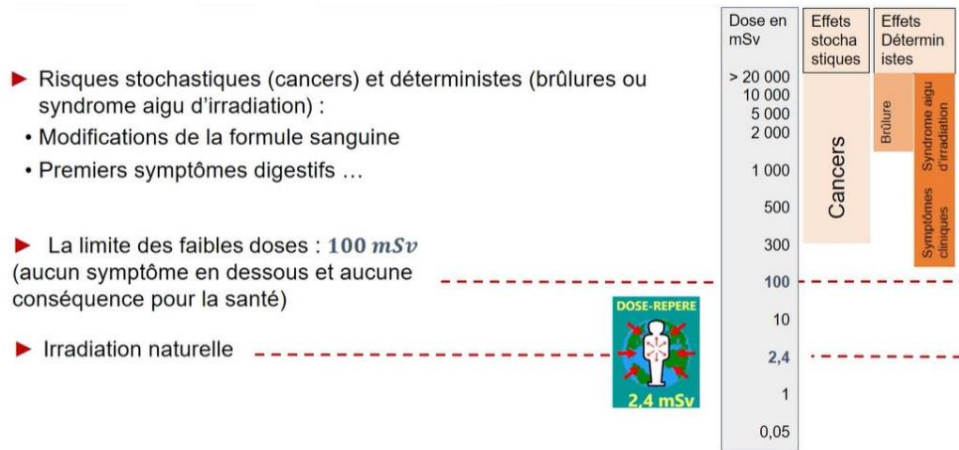 ► Risques stochastiques (cancers) et déterministes (brûlures ou
syndrome aigu d'irradiation) :
• Modifications de la formule sanguine
• Premiers symptômes digestifs ...
► La limite des faibles doses : 100 mSv
(aucun symptôme en dessous et aucune
conséquence pour la santé)
► Irradiation naturelle
DOSE-REPERE
2,4 mSv
Dose en
mSv
> 20 000
10 000
5 000
2 000
1 000
500
300
100
10
2,4
1
0,05
Effets
stocha
stiques
Cancers
Effets
Détermin
istes
Brûlure
Syndrome aigu
d'irradiation
Symptômes
cliniques